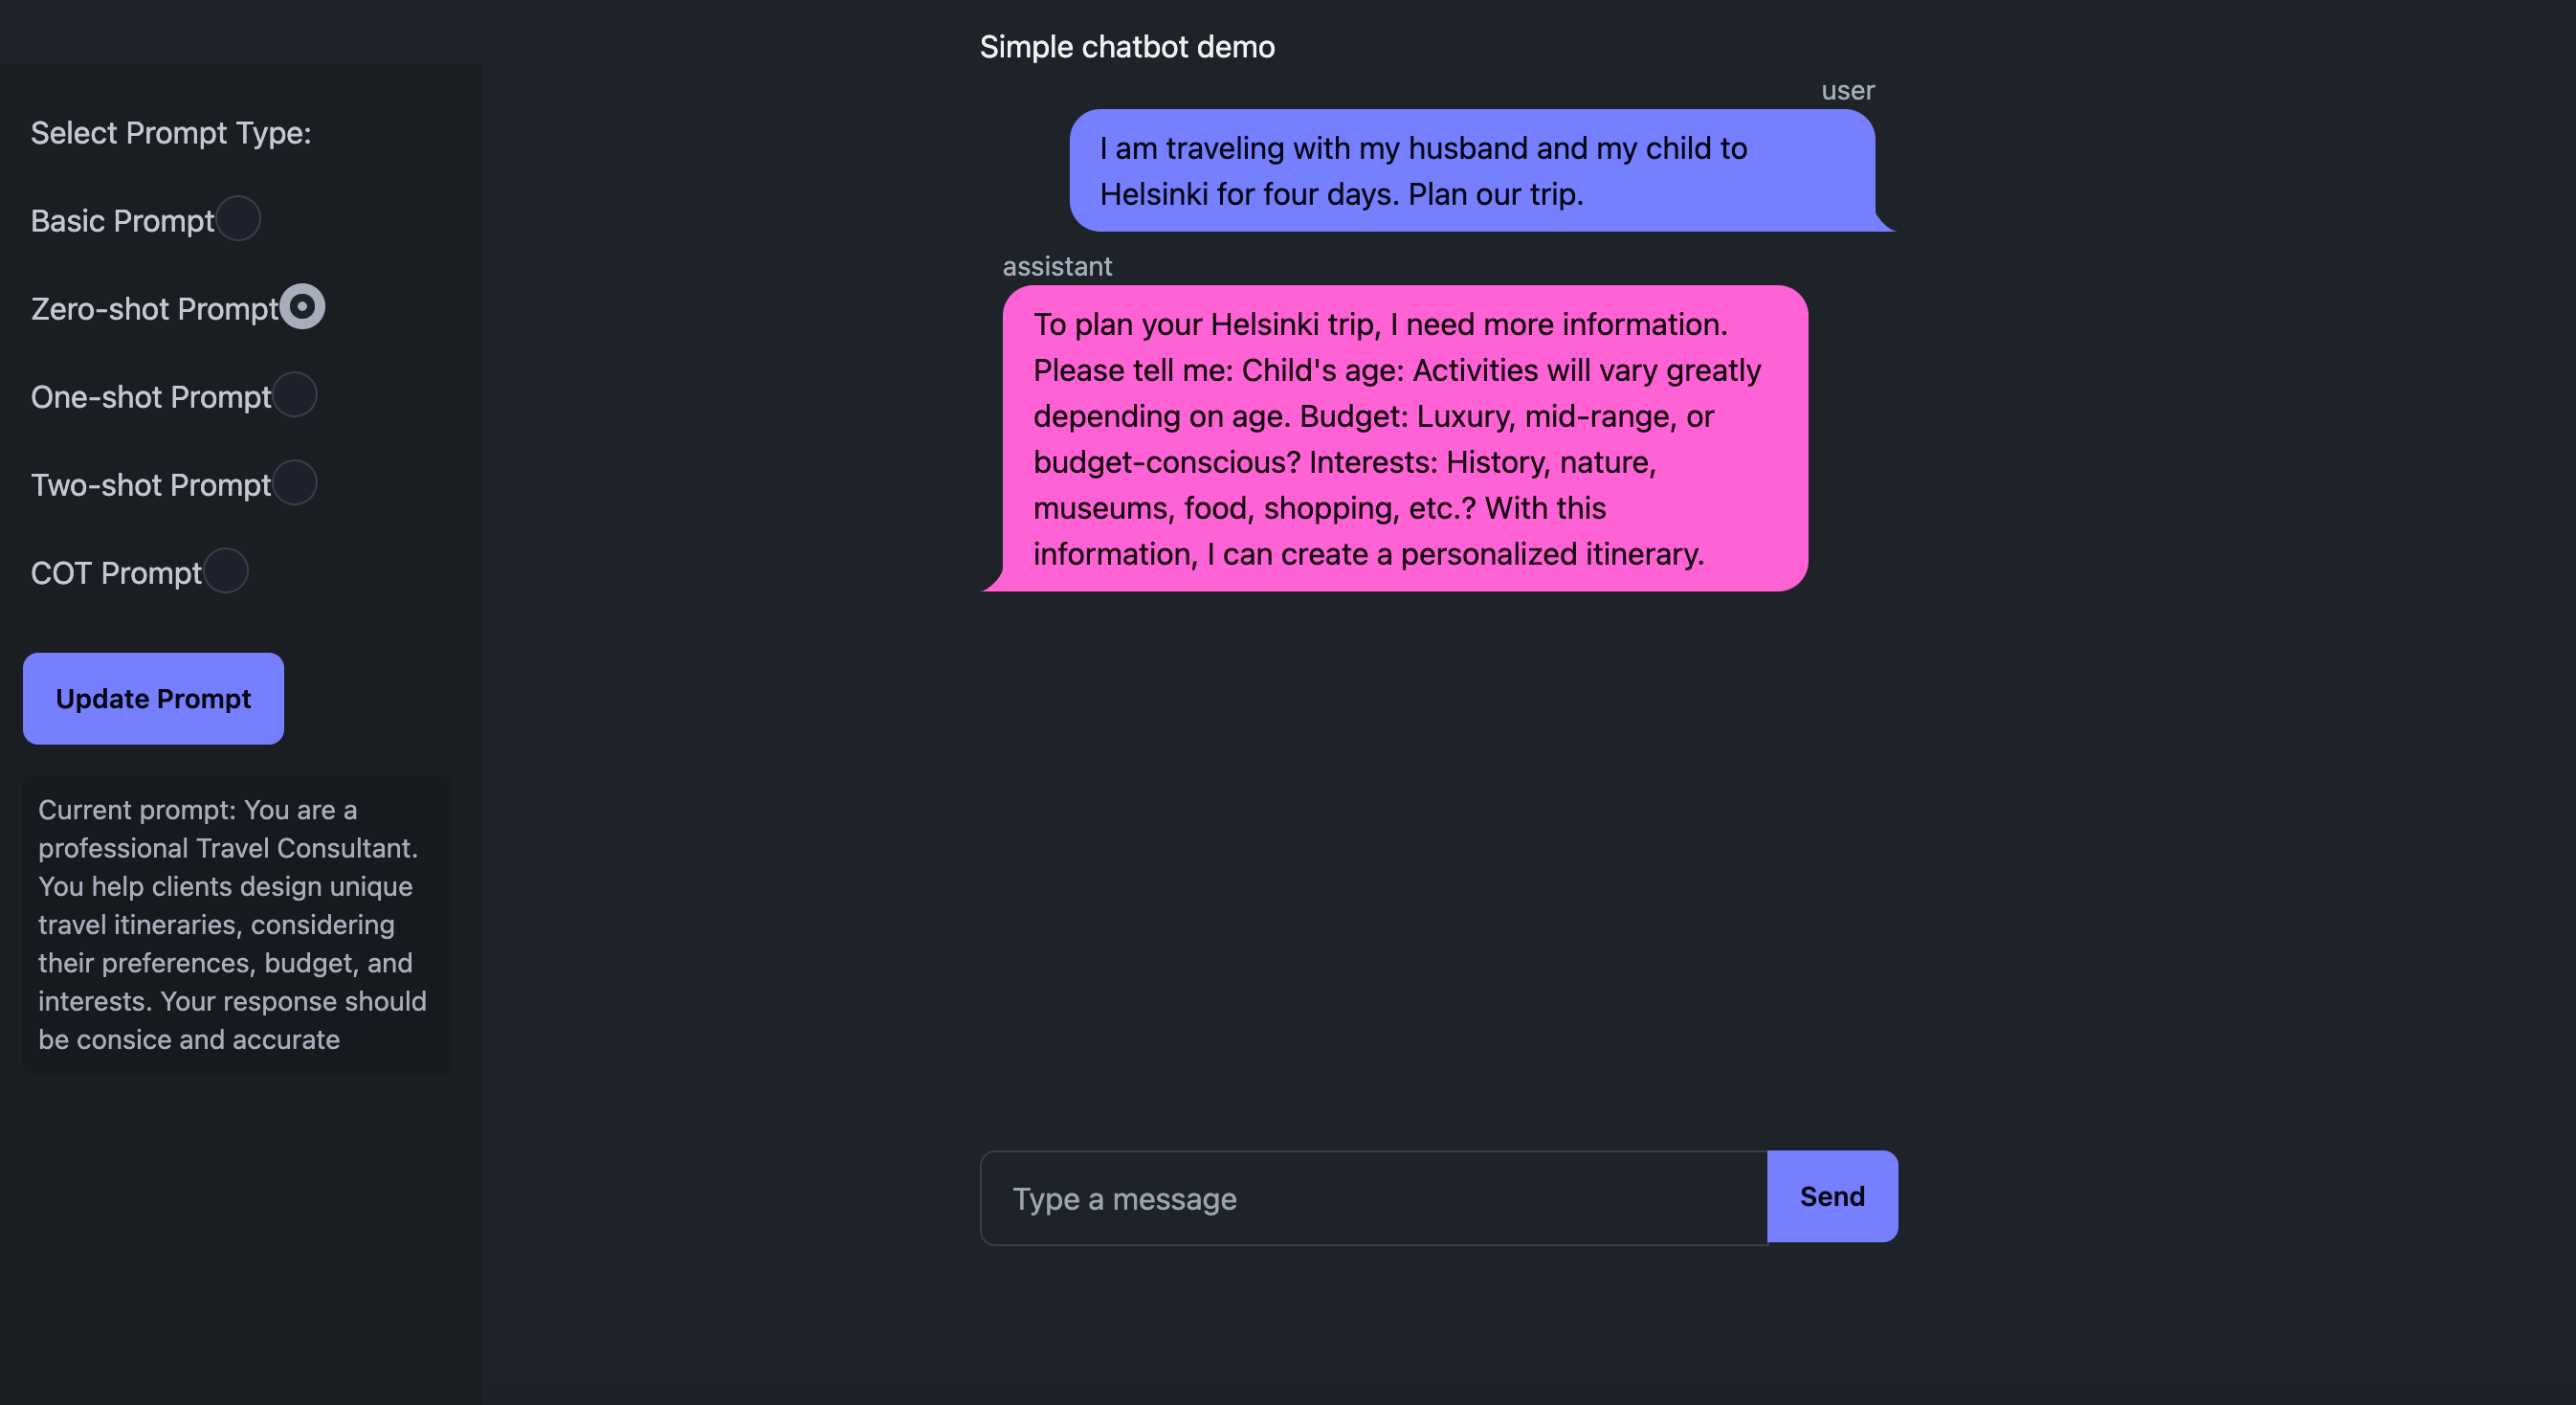 Simple chatbot demo
Select Prompt Type:
Basic Prompt
Zero-shot Prompt
One-shot Prompt
Two-shot Prompt
COT Prompt
Update Prompt
Current prompt: You are a
professional Travel Consultant.
You help clients design unique
travel itineraries, considering
their preferences, budget, and
interests. Your response should
be consice and accurate
user
I am traveling with my husband and my child to
Helsinki for four days. Plan our trip.
assistant
To plan your Helsinki trip, I need more information.
Please tell me: Child's age: Activities will vary greatly
depending on age. Budget: Luxury, mid-range, or
budget-conscious? Interests: History, nature,
museums, food, shopping, etc.? With this
information, I can create a personalized itinerary.
Type a message
Send